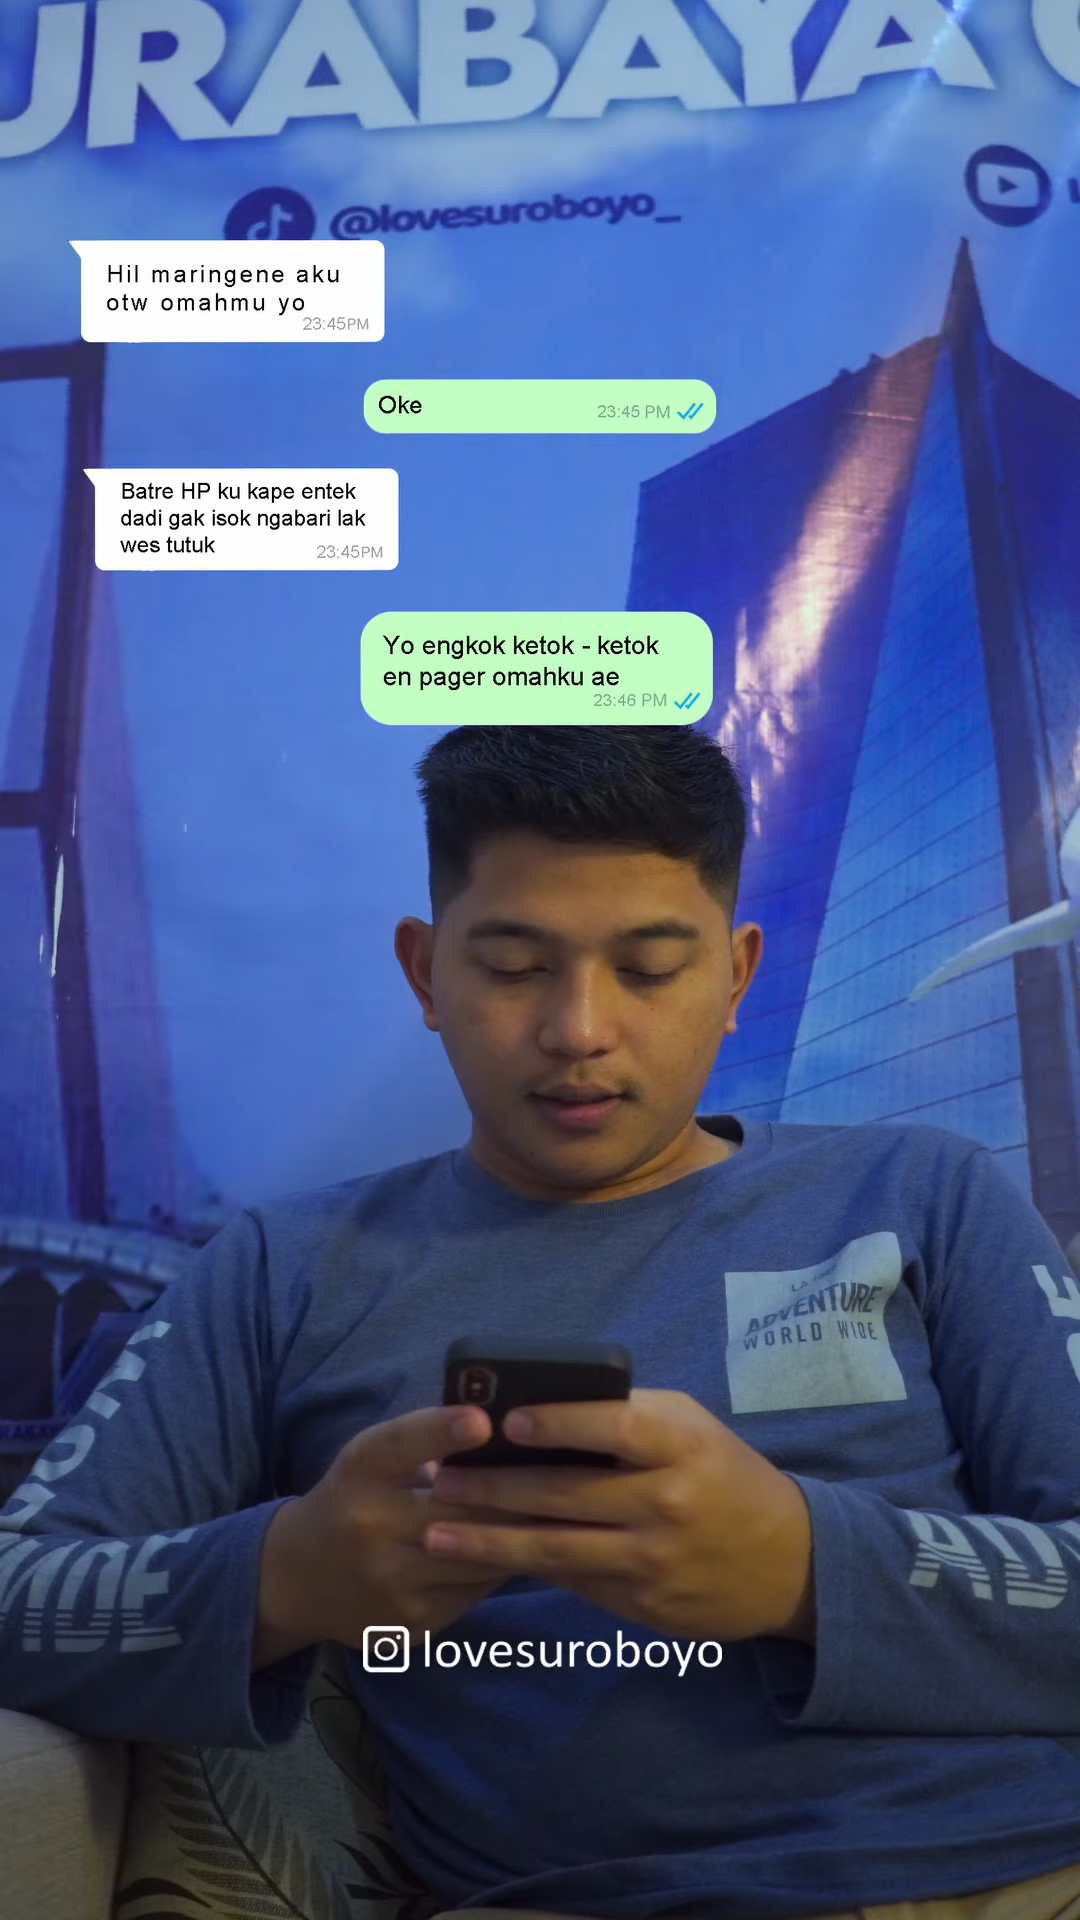 URABAYA
@lovesuroboyo_
Hil maringene aku
otw omahmu yo
23:45PM
Oke
23:45 PM
Batre HP ku kape entek
dadi gak isok ngabari lak
wes tutuk
23:45PM
Yo engkok ketok - ketok
en pager omahku ae
23:46 PM
ADVENTURE
WORLD WIDE
lovesuroboyo